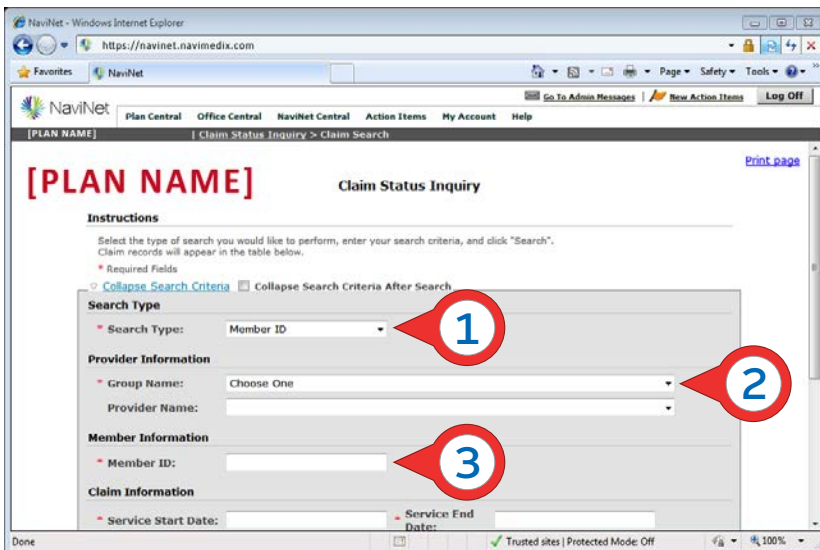 NaviNet - Windows Internet Explorer
https://navinet.navimedix.com
Favorites NaviNet Page Safety Tools
Go To Admin Messages | New Action Items Log Off
NaviNet Plan Central Office Central NaviNet Central Action Items My Account Help
[PLAN NAME] | Claim Status Inquiry > Claim Search
Print page
[PLAN NAME] Claim Status Inquiry
Instructions
Select the type of search you would like to perform, enter your search criteria, and click "Search".
Claim records will appear in the table below.
* Required Fields
Collapse Search Criteria Collapse Search Criteria After Search
Search Type
* Search Type: Member ID 1
Provider Information
* Group Name: Choose One 2
Provider Name:
Member Information
* Member ID: 3
Claim Information
* Service Start Date: * Service End
Date:
Done Trusted sites | Protected Mode: Off 100%